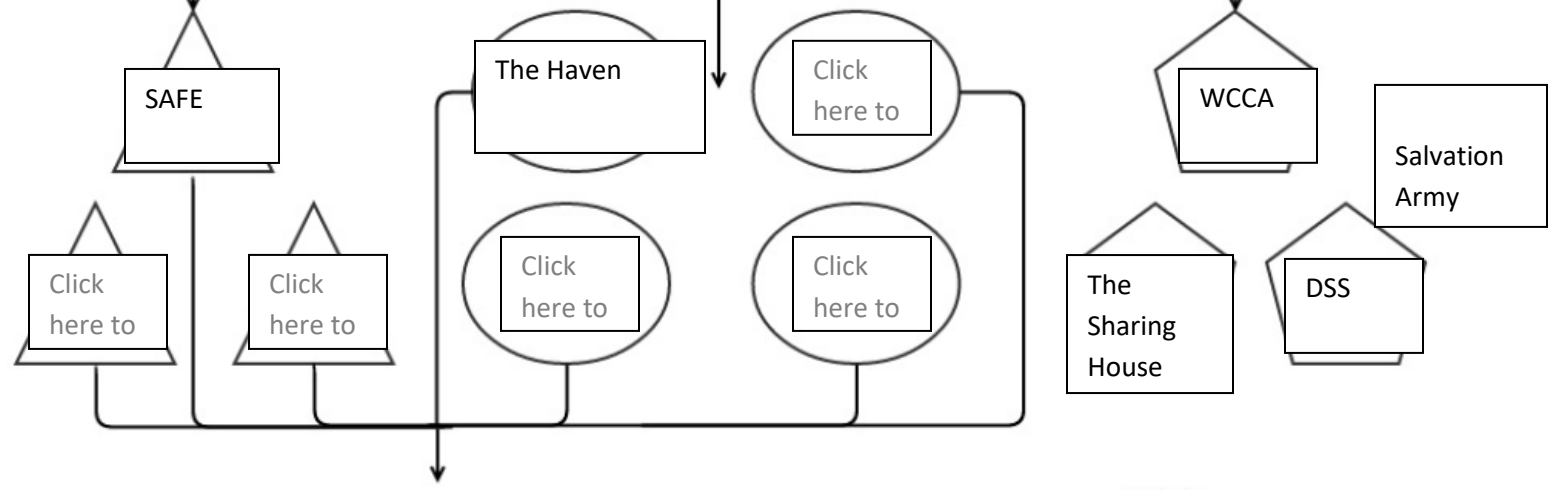 SAFE
The Haven
Click
here to
WCCA
Salvation
Army
Click
here to
Click
here to
Click
here to
Click
here to
The
Sharing
House
DSS